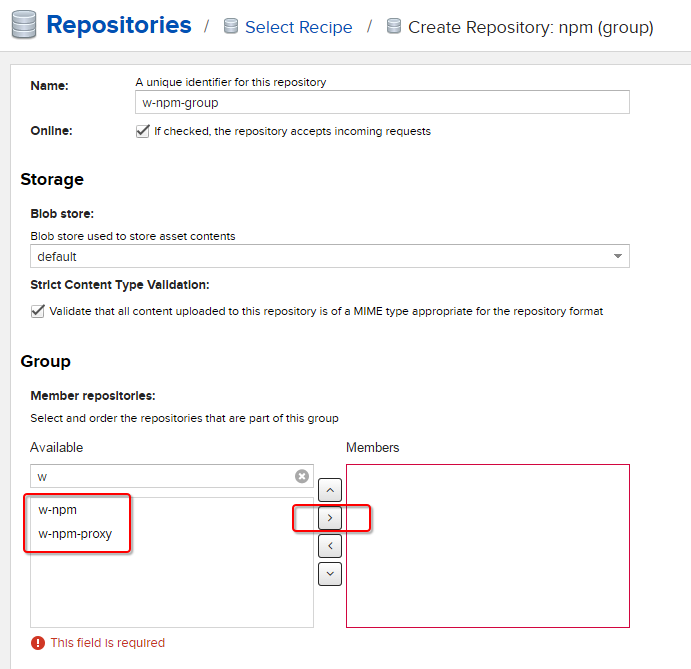 Repositories / Select Recipe / Create Repository: npm (group)
Name:
A unique identifier for this repository
w-npm-group
Online:
If checked, the repository accepts incoming requests
Storage
Blob store:
Blob store used to store asset contents
default
Strict Content Type Validation:
Validate that all content uploaded to this repository is of a MIME type appropriate for the repository format
Group
Member repositories:
Select and order the repositories that are part of this group
Available
Members
w
w-npm
w-npm-proxy
This field is required